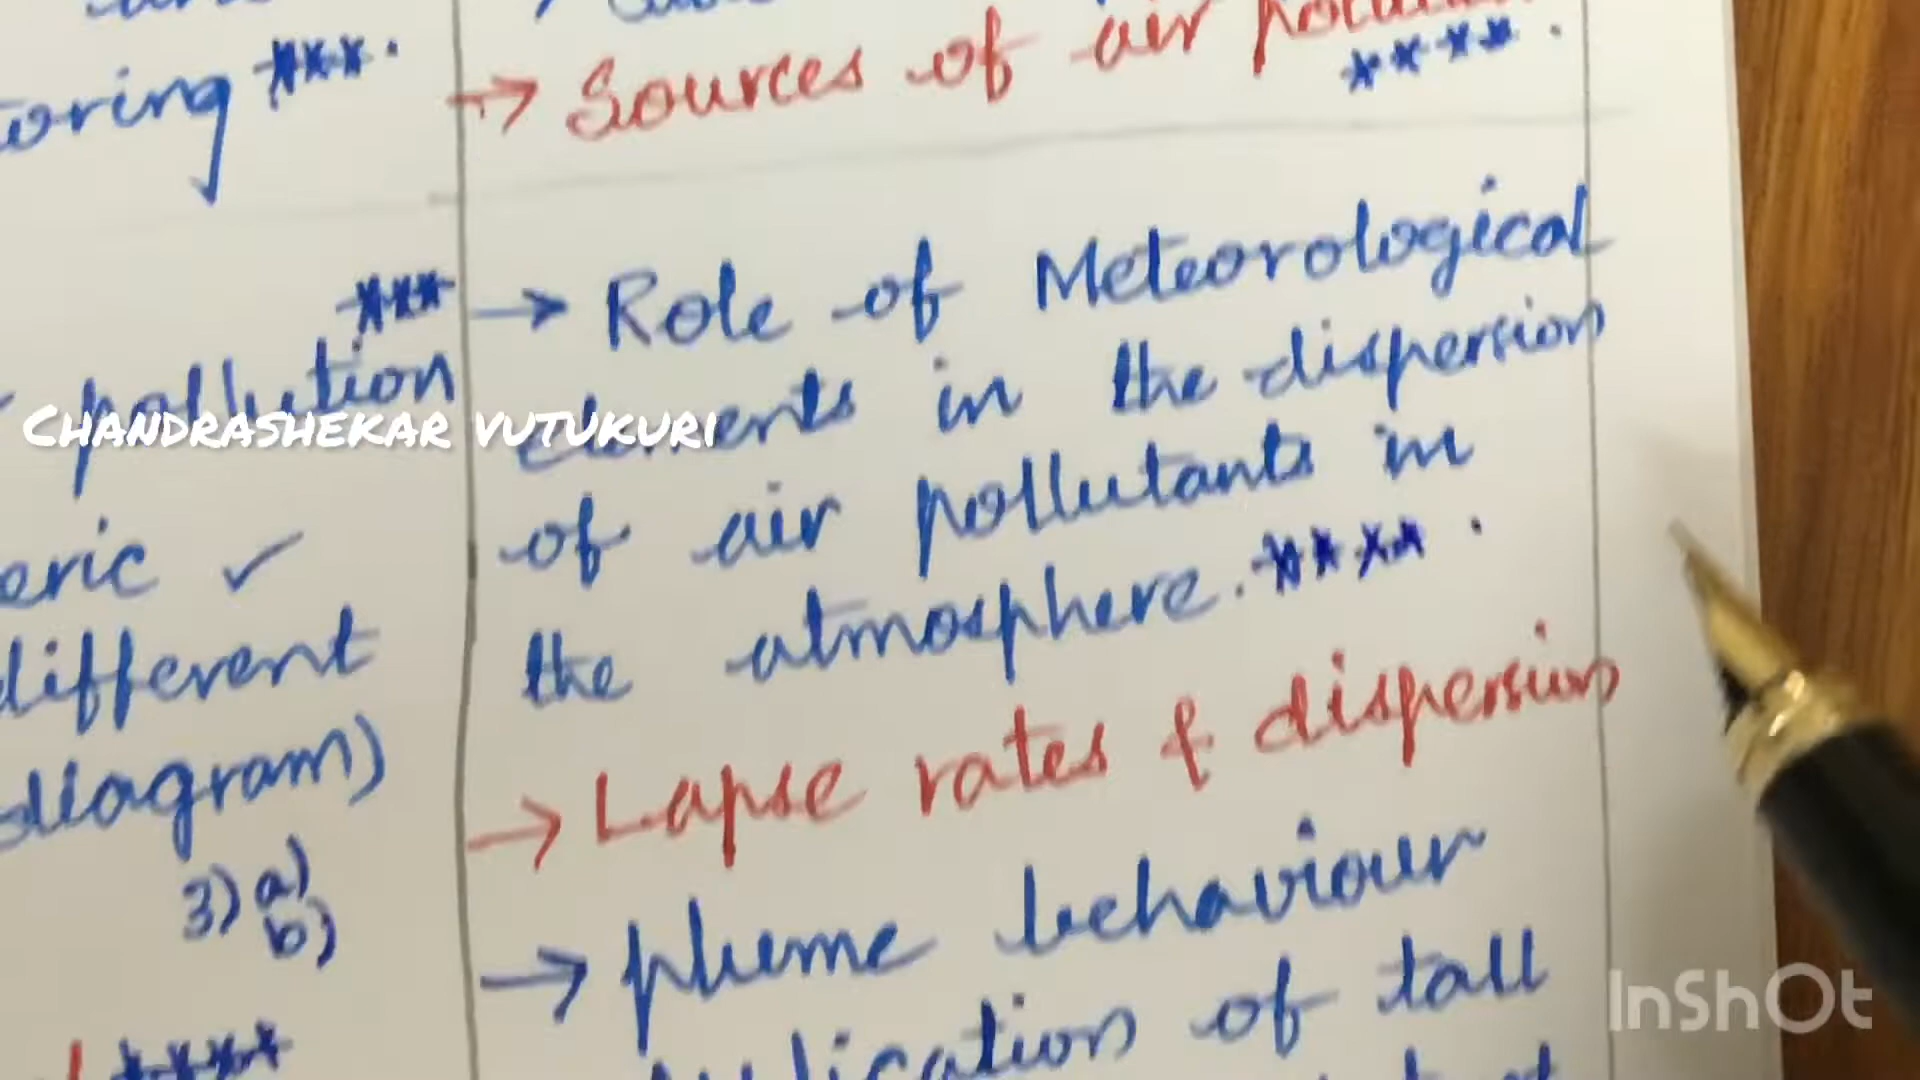 toring ***.
*** 
pollution
eric ✓
different
diagram)
3) a)
b)
****
→ Sources of air
****.
→ Role of Meteorological
elements in the dispersion
of air pollutants in
the atmosphere. ****.
→ Lapse rates & dispersion
→ plume behaviour
of tall
CHANDRASHEKAR VUTUKURI
InShOt